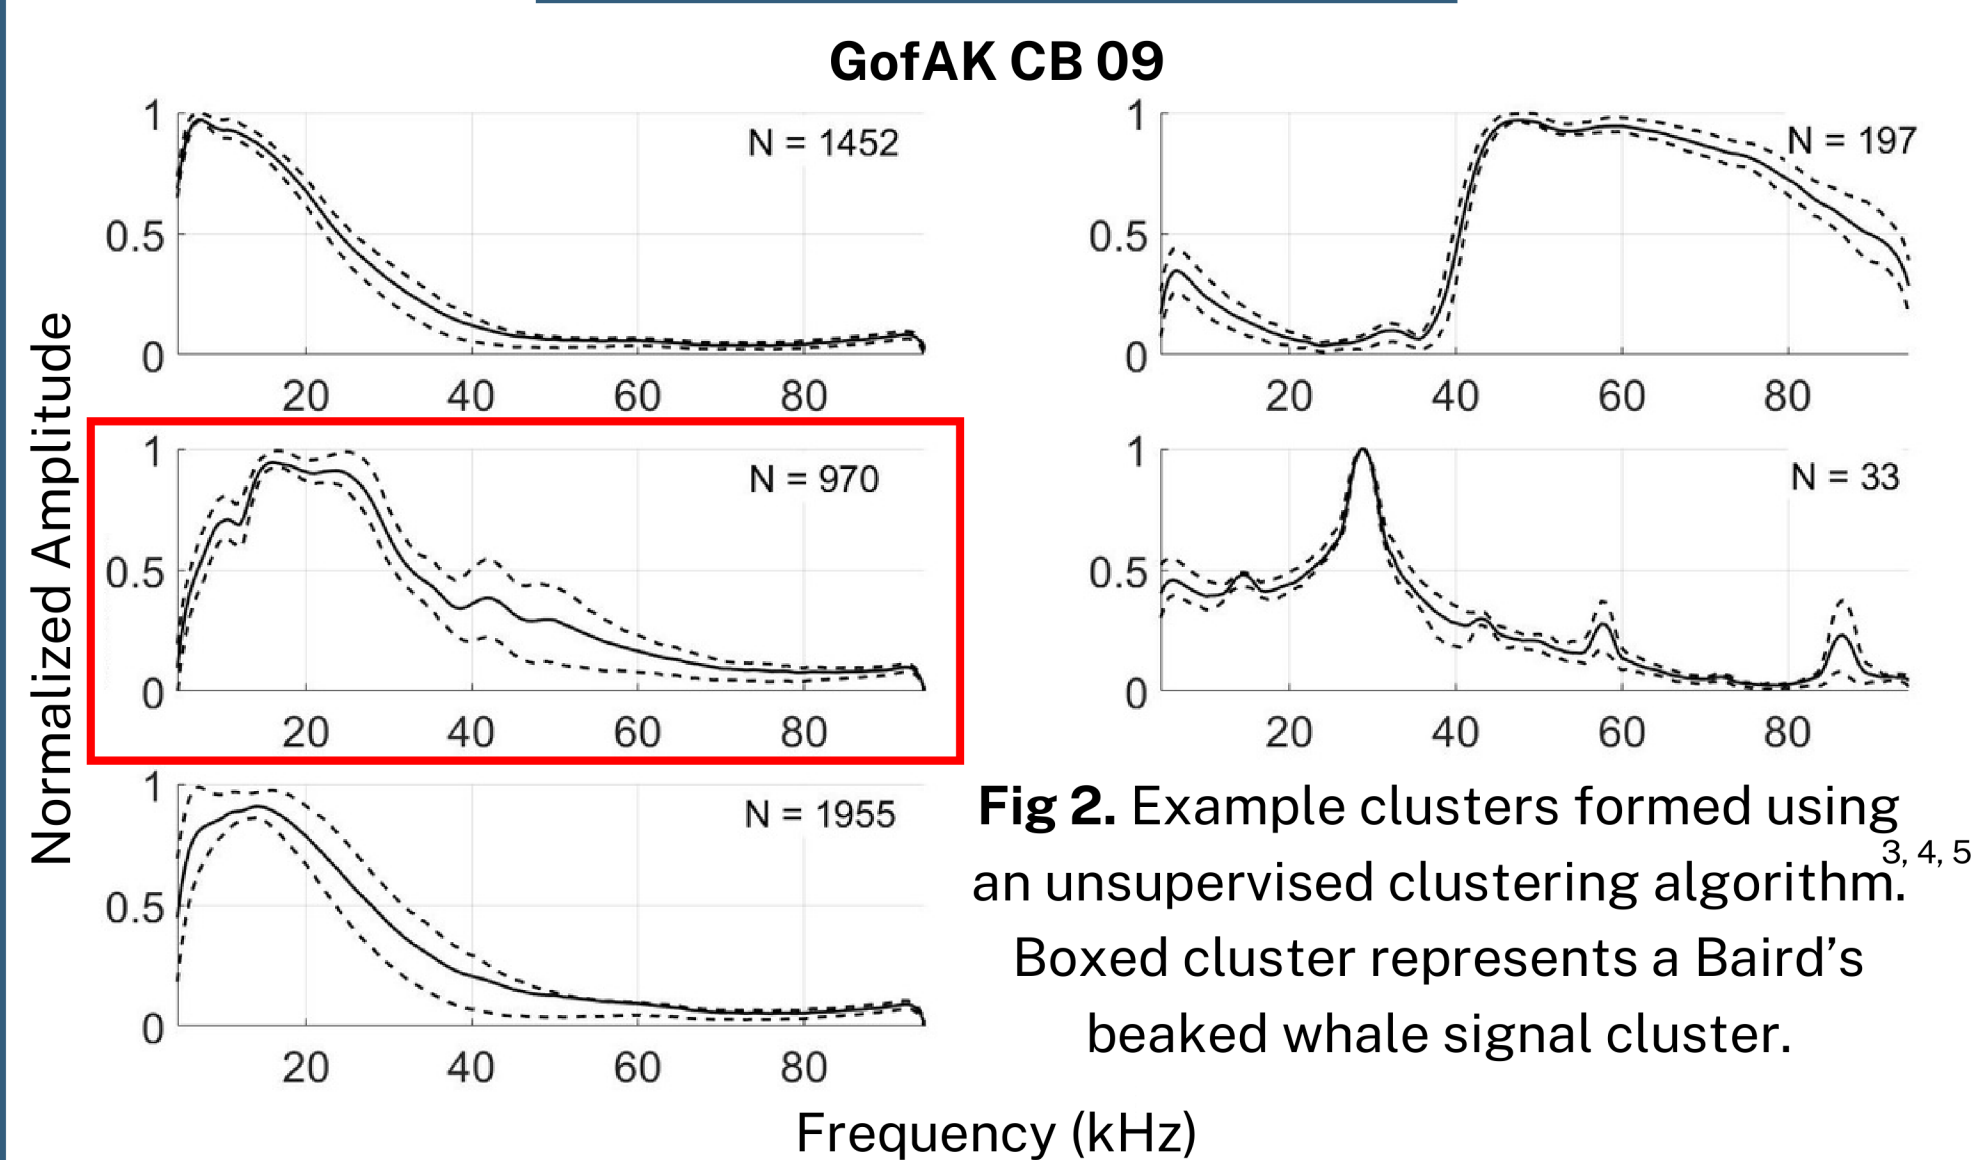 GofAK CB 09
Normalized Amplitude
1
0.5
0
20 40 60 80
N = 1452
1
0.5
0
20 40 60 80
N = 197
1
0.5
0
20 40 60 80
N = 970
1
0.5
0
20 40 60 80
N = 33
1
0.5
0
20 40 60 80
N = 1955
Frequency (kHz)
Fig 2. Example clusters formed using
an unsupervised clustering algorithm.3, 4, 5
Boxed cluster represents a Baird’s
beaked whale signal cluster.